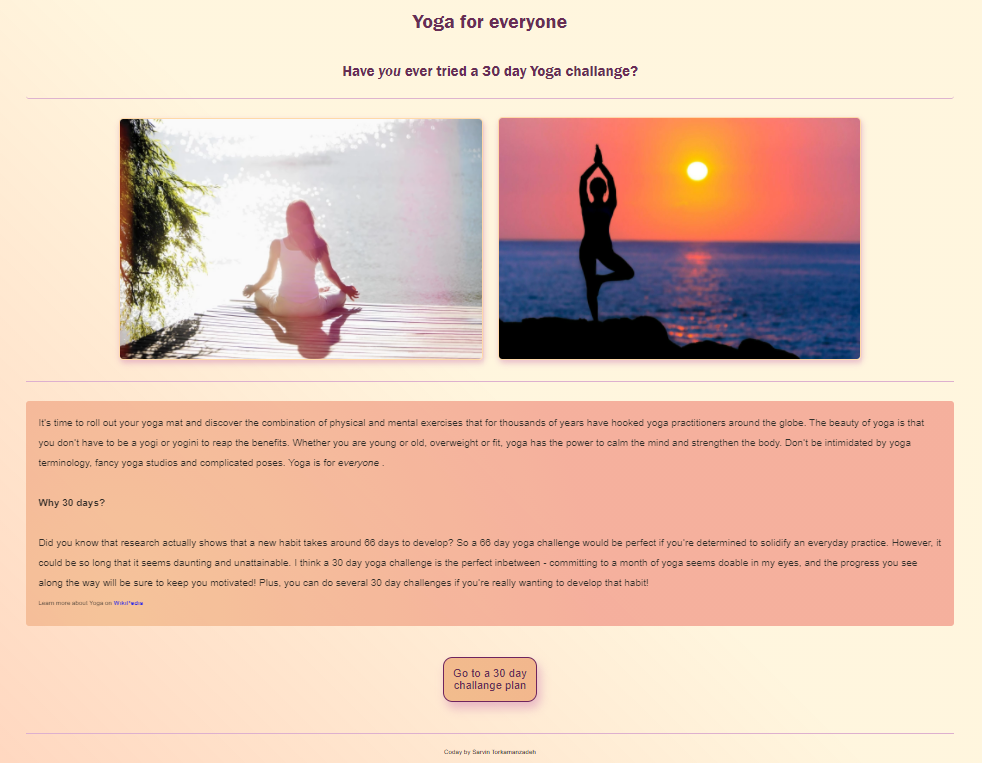 Yoga for everyone
Have you ever tried a 30 day Yoga challange?
It's time to roll out your yoga mat and discover the combination of physical and mental exercises that for thousands of years have hooked yoga practitioners around the globe. The beauty of yoga is that
you don't have to be a yogi or yogini to reap the benefits. Whether you are young or old, overweight or fit, yoga has the power to calm the mind and strengthen the body. Don't be intimidated by yoga
terminology, fancy yoga studios and complicated poses. Yoga is for everyone .
Why 30 days?
Did you know that research actually shows that a new habit takes around 66 days to develop? So a 66 day yoga challenge would be perfect if you're determined to solidify an everyday practice. However, it
could be so long that it seems daunting and unattainable. I think a 30 day yoga challenge is the perfect inbetween - committing to a month of yoga seems doable in my eyes, and the progress you see
along the way will be sure to keep you motivated! Plus, you can do several 30 day challenges if you're really wanting to develop that habit!
Learn more about Yoga on WikiPedia
Go to a 30 day
challange plan
Coday by Sarvin Torkamanzadeh